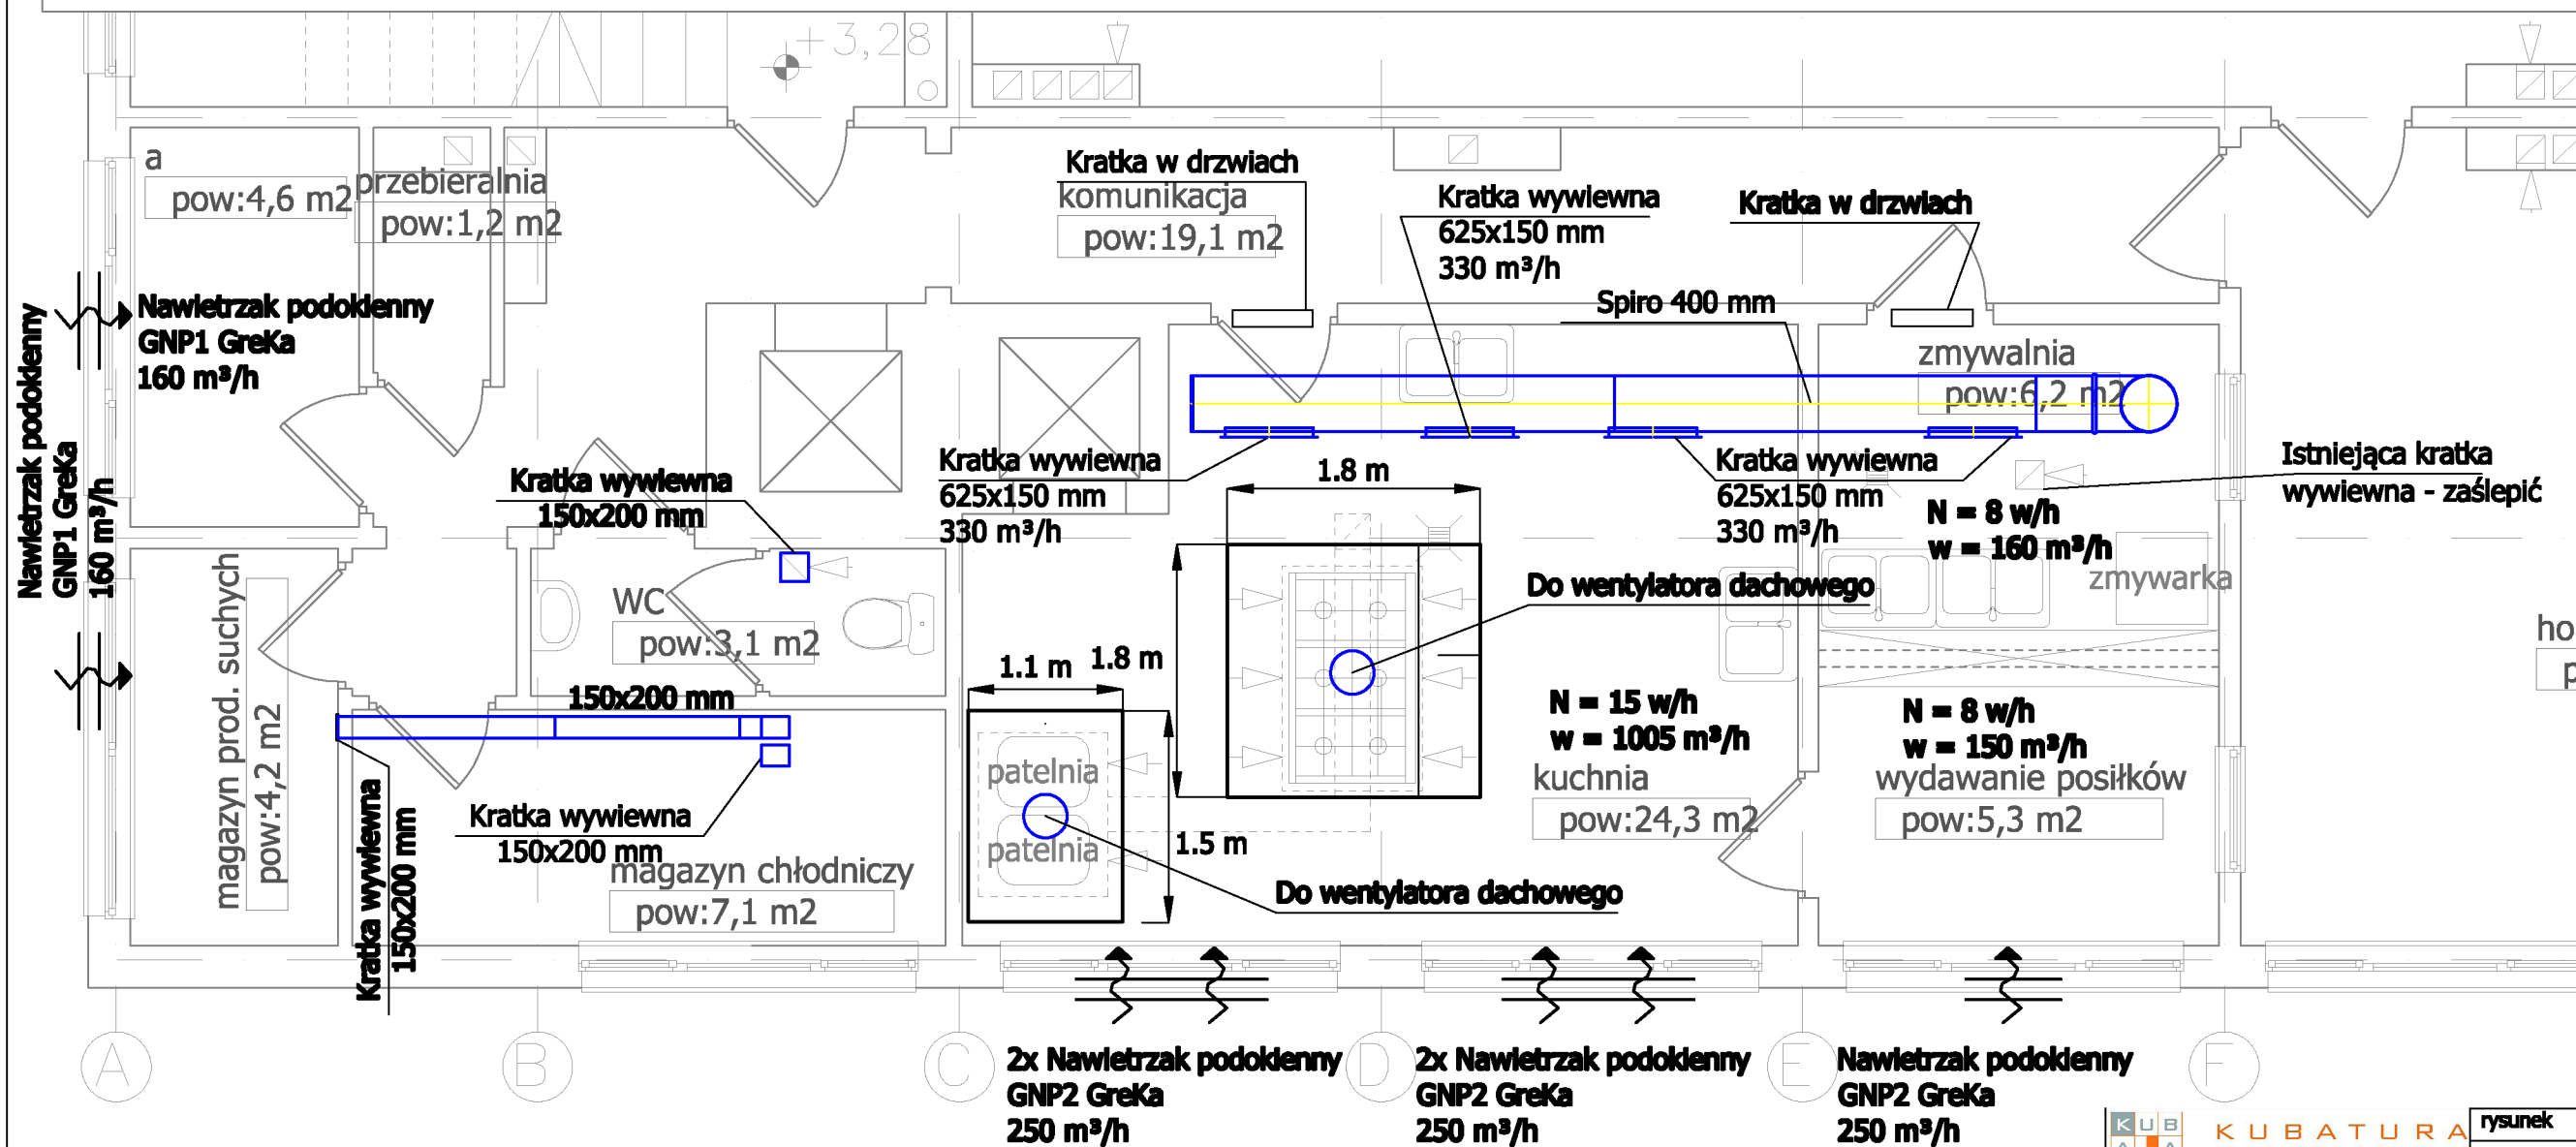 +3,28
a
pow:4,6 m2
przebieralnia
pow:1,2 m2
Kratka w drzwiach
komunikacja
pow:19,1 m2
Kratka wywiewna
625x150 mm
330 m³/h
Kratka w drzwiach
Spiro 400 mm
Nawietrzak podokienny
GNP1 GreKa
160 m³/h
Nawietrzak podokienny
GNP1 GreKa
160 m³/h
zmywalnia
pow:6,2 m2
Kratka wywiewna
150x200 mm
Kratka wywiewna
625x150 mm
330 m³/h
1.8 m
Kratka wywiewna
625x150 mm
330 m³/h
Istniejąca kratka
wywiewna - zaślepić
N = 8 w/h
w = 160 m³/h
zmywarka
Do wentylatora dachowego
magazyn prod. suchych
pow:4,2 m2
WC
pow:3,1 m2
1.1 m
1.8 m
150x200 mm
N = 15 w/h
w = 1005 m³/h
kuchnia
pow:24,3 m2
N = 8 w/h
w = 150 m³/h
wydawanie posiłków
pow:5,3 m2
ho
p
patelnia
patelnia
1.5 m
Kratka wywiewna
150x200 mm
Kratka wywiewna
150x200 mm
magazyn chłodniczy
pow:7,1 m2
Do wentylatora dachowego
A
B
C
D
E
F
2x Nawietrzak podokienny
GNP2 GreKa
250 m³/h
2x Nawietrzak podokienny
GNP2 GreKa
250 m³/h
Nawietrzak podokienny
GNP2 GreKa
250 m³/h
KUB
KUBATURA
rysunek